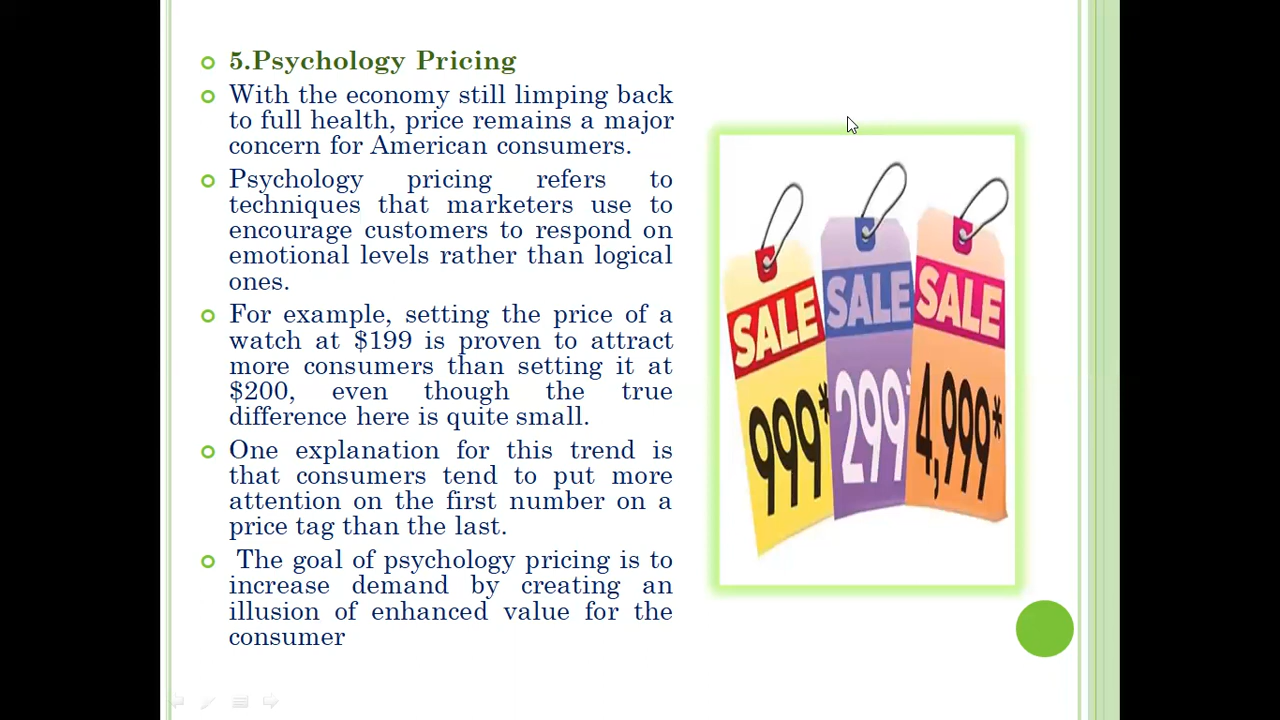 5.Psychology Pricing
With the economy still limping back
to full health, price remains a major
concern for American consumers.
Psychology pricing refers to
techniques that marketers use to
encourage customers to respond on
emotional levels rather than logical
ones.
For example, setting the price of a
watch at $199 is proven to attract
more consumers than setting it at
$200, even though the true
difference here is quite small.
One explanation for this trend is
that consumers tend to put more
attention on the first number on a
price tag than the last.
The goal of psychology pricing is to
increase demand by creating an
illusion of enhanced value for the
consumer
SALE
999*
SALE
299*
SALE
4,999*